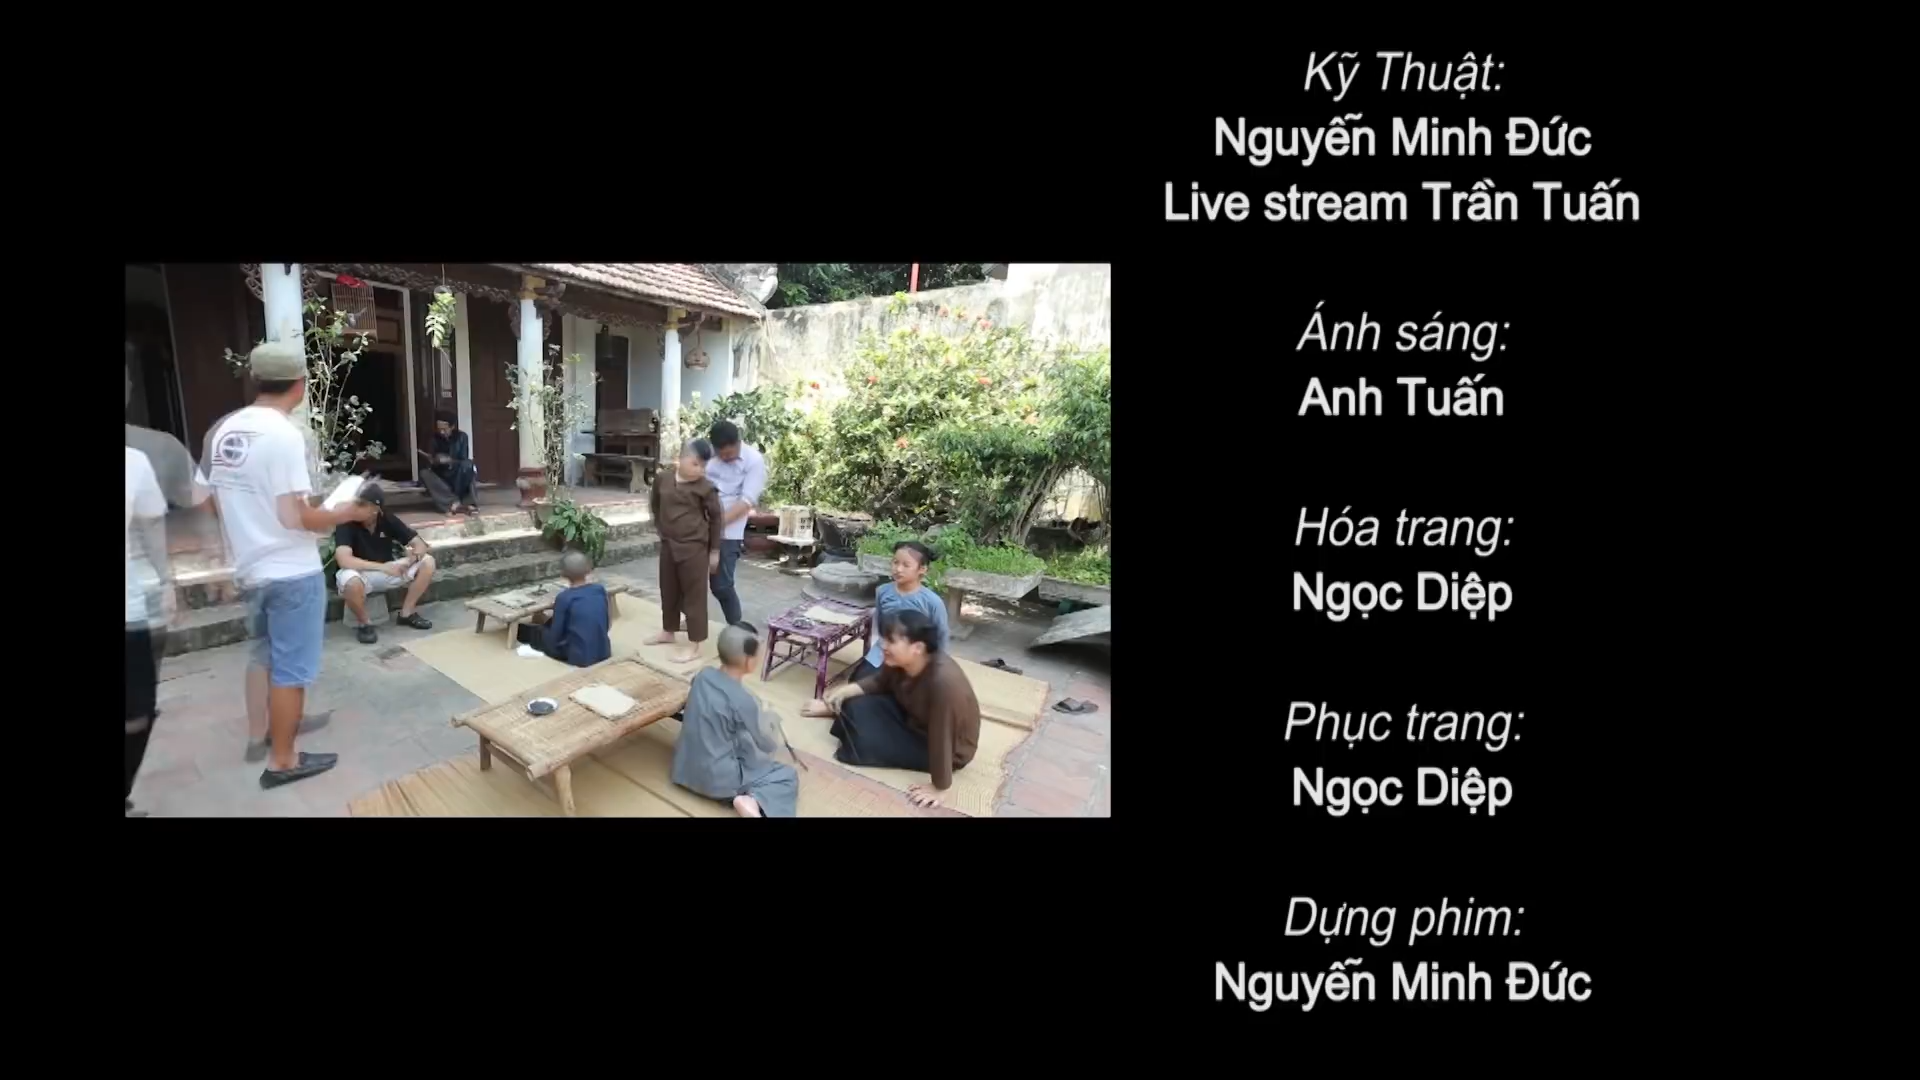 Kỹ Thuật:
Nguyễn Minh Đức
Live stream Trần Tuấn
Ánh sáng:
Anh Tuấn
Hóa trang:
Ngọc Diệp
Phục trang:
Ngọc Diệp
Dựng phim:
Nguyễn Minh Đức